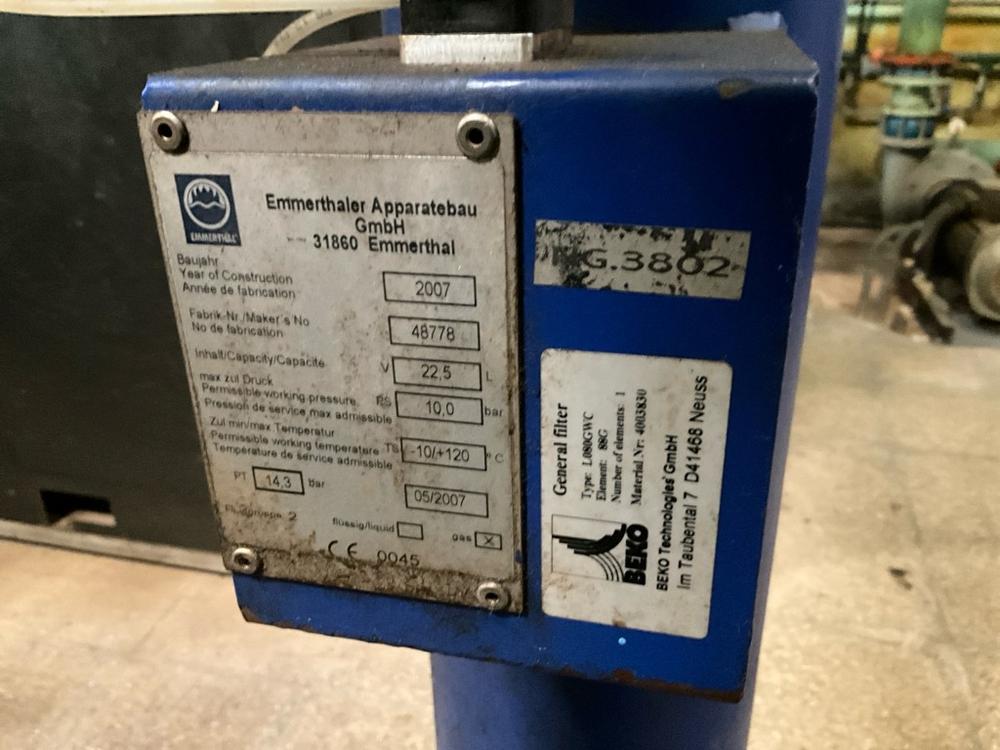 EMMERTHAL
Emmerthaler Apparatebau
GmbH
31860 Emmerthal
Baujahr
Year of Construction
Année de fabrication
2007
Fabrik-Nr./Maker's No
No de fabrication
48778
Inhalt/Capacity/Capacité
V 22,5 L
max zul Druck
Permissible working pressure
Pression de service max admissible
PS 10,0 bar
Zul min/max Temperatur
Permissible working temperature
Temperature de service admissible
TS -10/+120 °C
PT 14,3 bar
05/2007
2
flüssig/liquid
gas X
CE 0045
G.3802
General filter
Type: L080GWC
Element: 88G
Number of elements: 1
Material Nr: 4003830
BEKO
BEKO Technologies GmbH
Im Taubental 7 D41468 Neuss